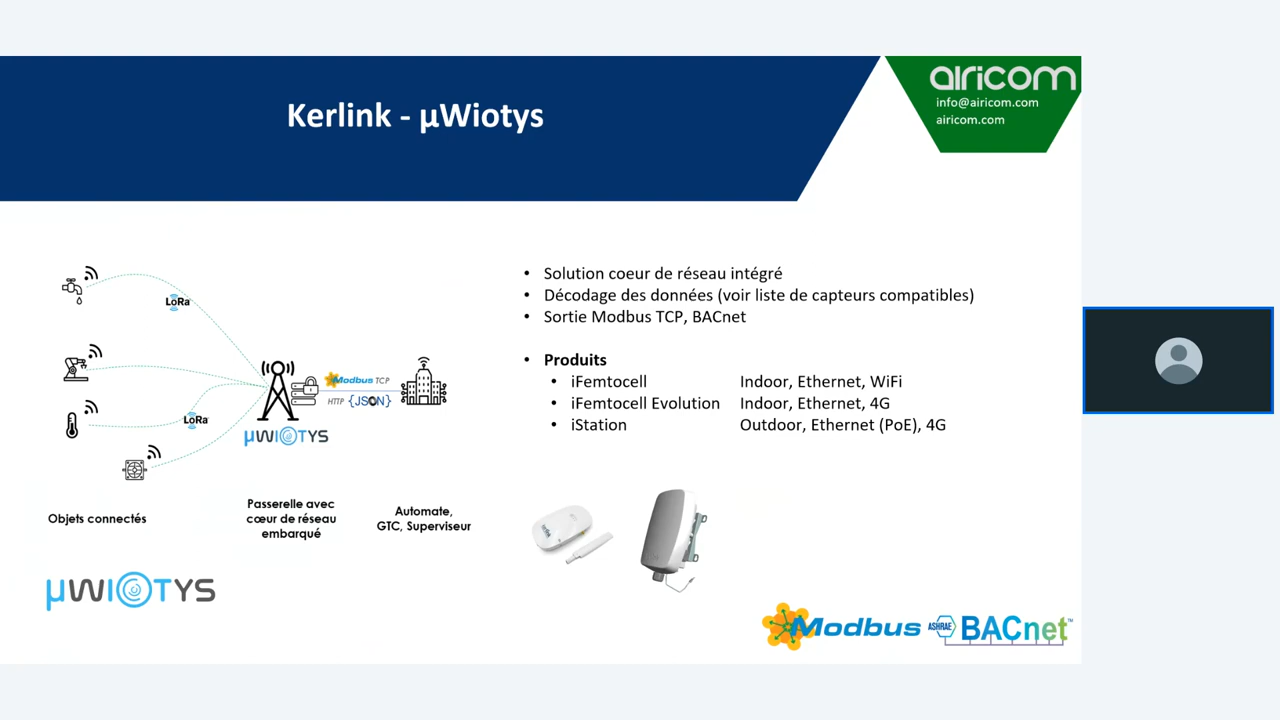 Kerlink - µWiotys
airicom
info@airicom.com
airicom.com
• Solution coeur de réseau intégré
• Décodage des données (voir liste de capteurs compatibles)
• Sortie Modbus TCP, BACnet
• Produits
• iFemtocell Indoor, Ethernet, WiFi
• iFemtocell Evolution Indoor, Ethernet, 4G
• iStation Outdoor, Ethernet (PoE), 4G
LoRa
LoRa
Modbus TCP
HTTP {JSON}
µWIOTYS
Objets connectés
Passerelle avec
cœur de réseau
embarqué
Automate,
GTC, Superviseur
µWIOTYS
Modbus
ASHRAE BACnet™